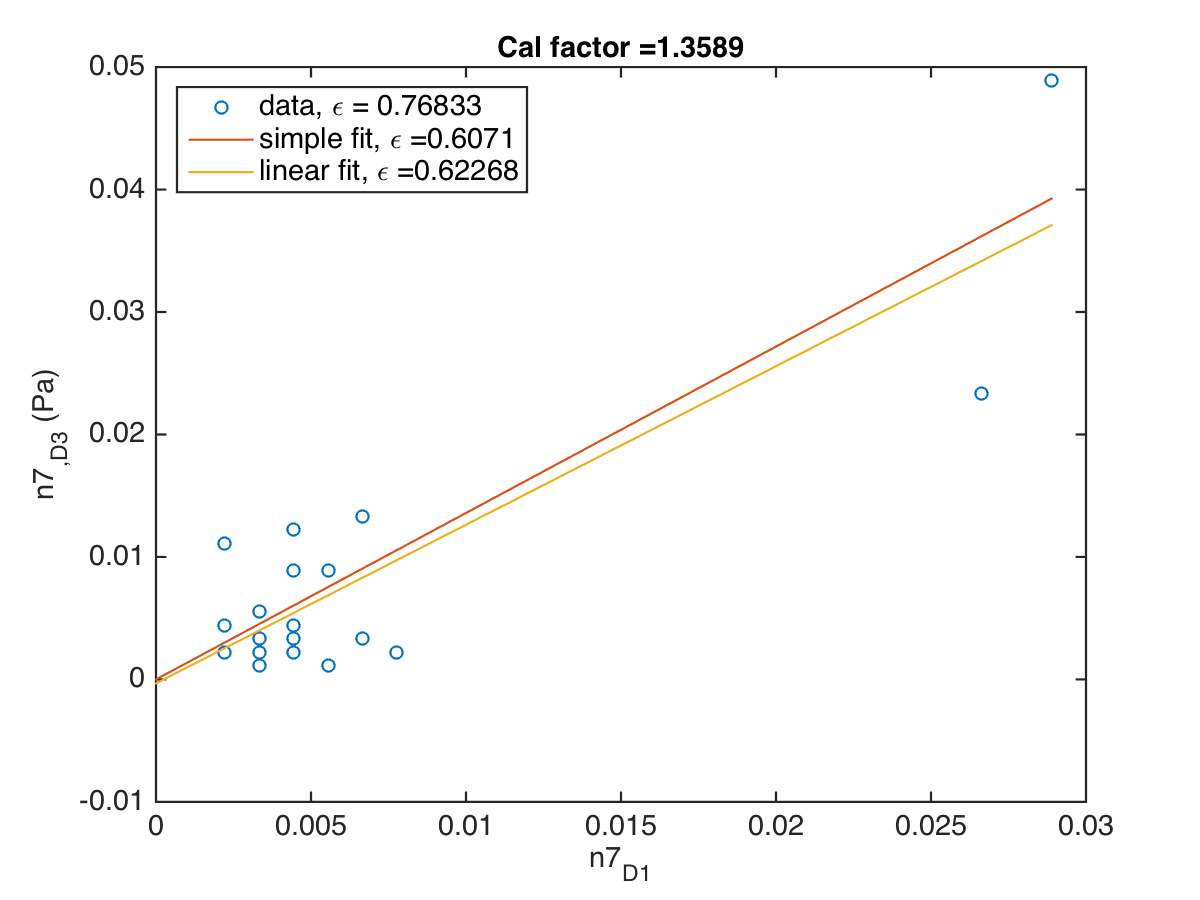 Cal factor =1.3589
0.05
0.04
0.03
0.02
0.01
0
-0.01
data, ϵ = 0.76833
simple fit, ϵ =0.6071
linear fit, ϵ =0.62268
n7,D3 (Pa)
0 0.005 0.01 0.015 0.02 0.025 0.03
n7D1